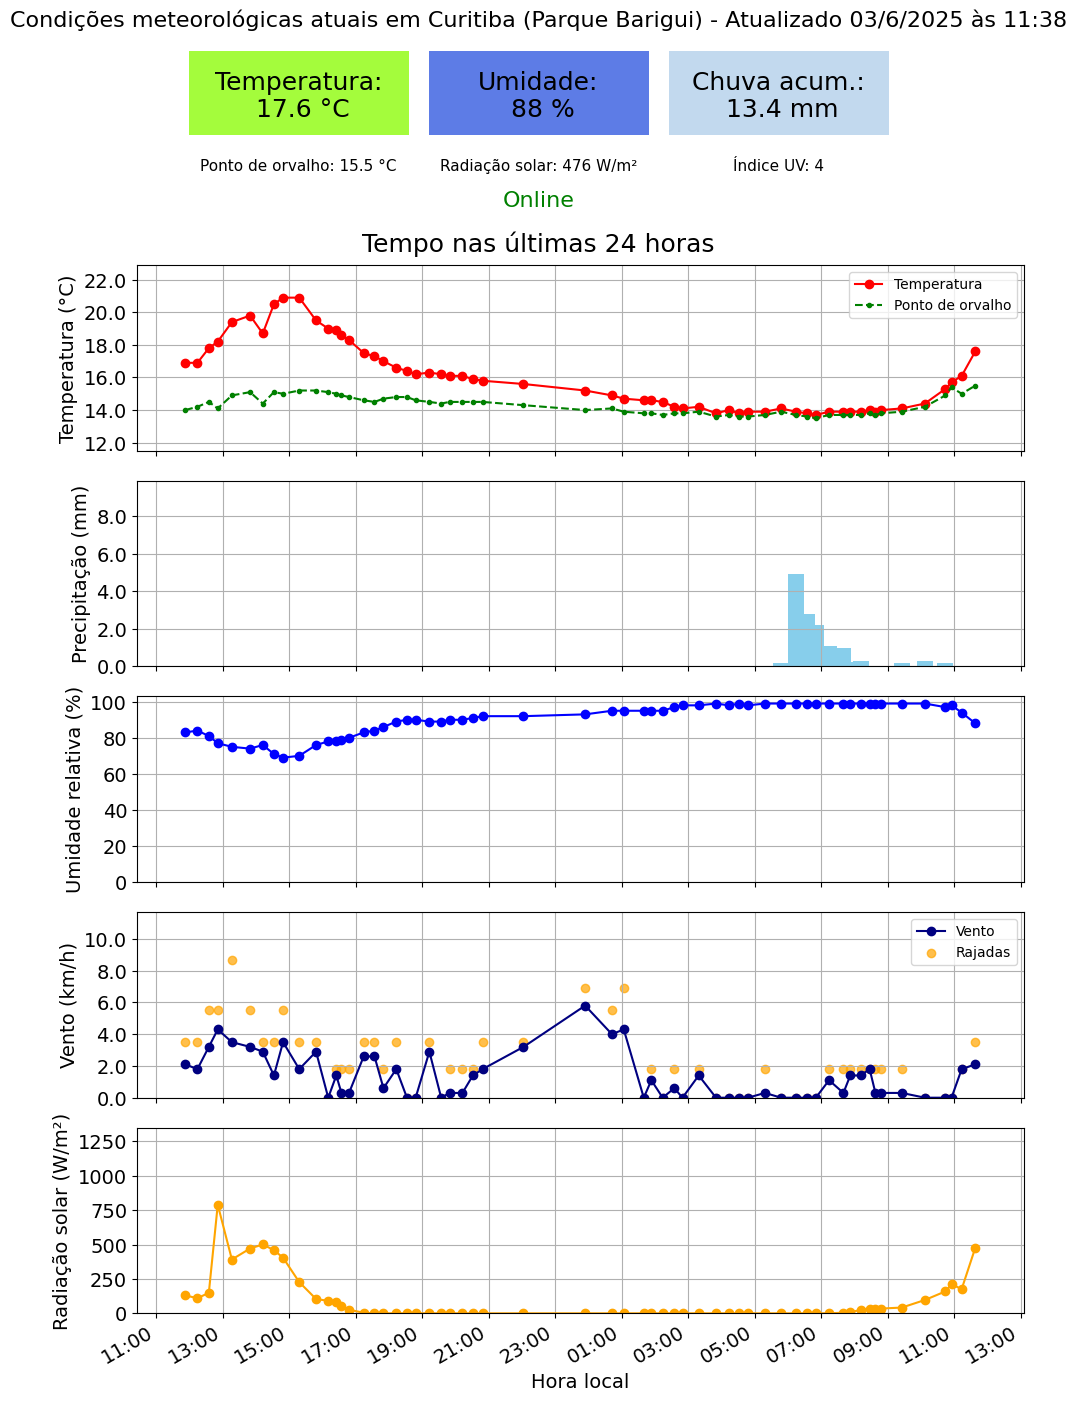 Condições meteorológicas atuais em Curitiba (Parque Barigui) - Atualizado 03/6/2025 às 11:38
Temperatura:
17.6 °C
Umidade:
88 %
Chuva acum.:
13.4 mm
Ponto de orvalho: 15.5 °C
Radiação solar: 476 W/m²
Índice UV: 4
Online
Tempo nas últimas 24 horas
Temperatura (°C)
22.0
20.0
18.0
16.0
14.0
12.0
Temperatura
Ponto de orvalho
Precipitação (mm)
8.0
6.0
4.0
2.0
0.0
Umidade relativa (%)
100
80
60
40
20
0
Vento (km/h)
10.0
8.0
6.0
4.0
2.0
0.0
Vento
Rajadas
Radiação solar (W/m²)
1250
1000
750
500
250
0
11:00
13:00
15:00
17:00
19:00
21:00
23:00
01:00
03:00
05:00
07:00
09:00
11:00
13:00
Hora local